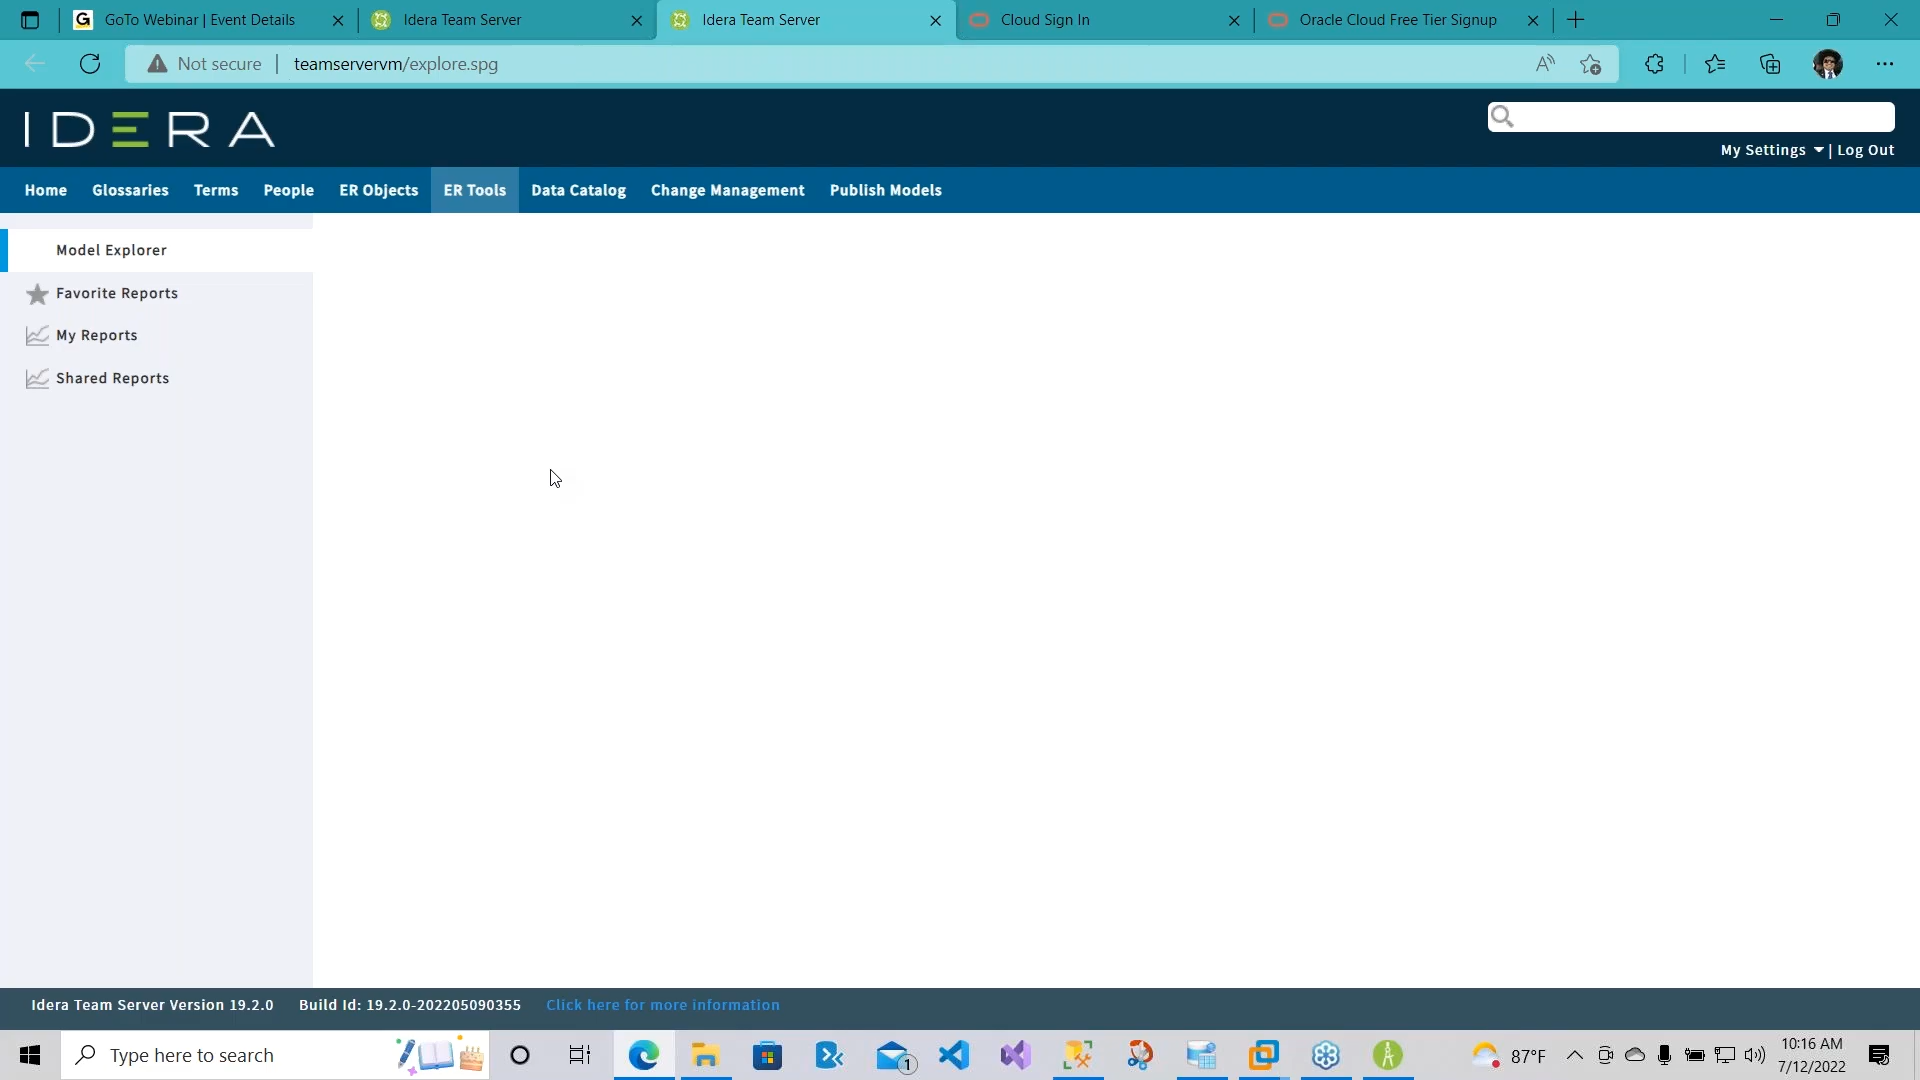 GoTo Webinar | Event Details
Idera Team Server
Idera Team Server
Cloud Sign In
Oracle Cloud Free Tier Signup
Not secure
teamservervm/explore.spg
IDERA
My Settings | Log Out
Home Glossaries Terms People ER Objects ER Tools Data Catalog Change Management Publish Models
Model Explorer
Favorite Reports
My Reports
Shared Reports
Idera Team Server Version 19.2.0 Build Id: 19.2.0-202205090355 Click here for more information
Type here to search
1
87°F
10:16 AM
7/12/2022